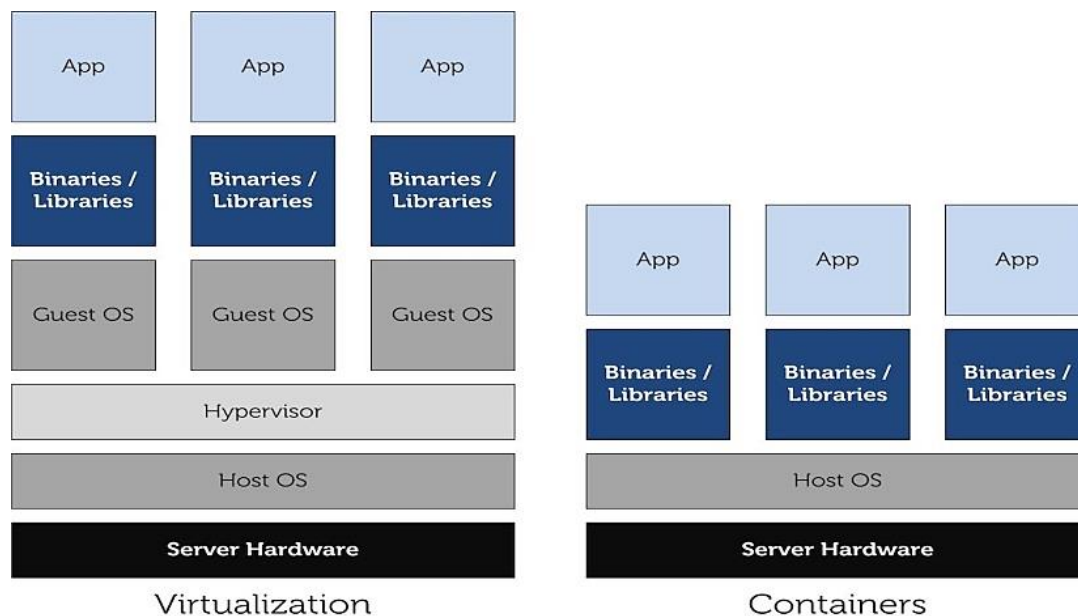 App App App
Binaries / Binaries / Binaries /
Libraries Libraries Libraries
Guest OS Guest OS Guest OS
Hypervisor
Host OS
Server Hardware
Virtualization
App App App
Binaries / Binaries / Binaries /
Libraries Libraries Libraries
Host OS
Server Hardware
Containers